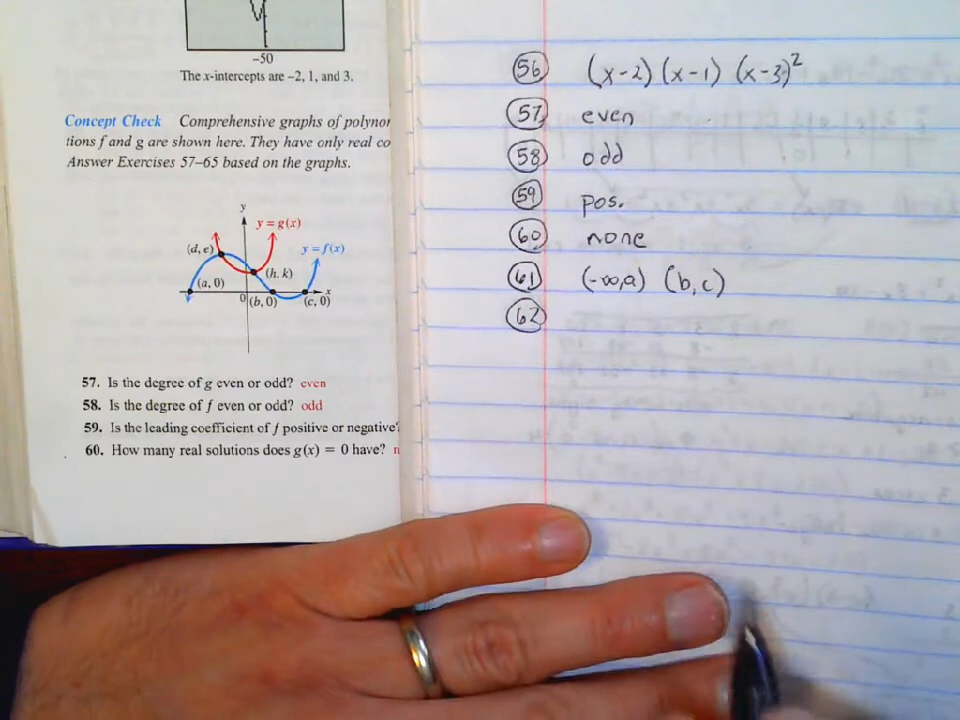 −50
The x-intercepts are −2, 1, and 3.
Concept Check Comprehensive graphs of polynor
tions f and g are shown here. They have only real co
Answer Exercises 57–65 based on the graphs.
y
y = g(x)
(d, e)
y = f(x)
(h, k)
(a, 0)
x
0
(b, 0)
(c, 0)
57. Is the degree of g even or odd? even
58. Is the degree of f even or odd? odd
59. Is the leading coefficient of f positive or negative?
60. How many real solutions does g(x) = 0 have? n
56 (x-2)(x-1)(x-3)²
57 even
58 odd
59 pos.
60 none
61 (-∞,a) (b,c)
62